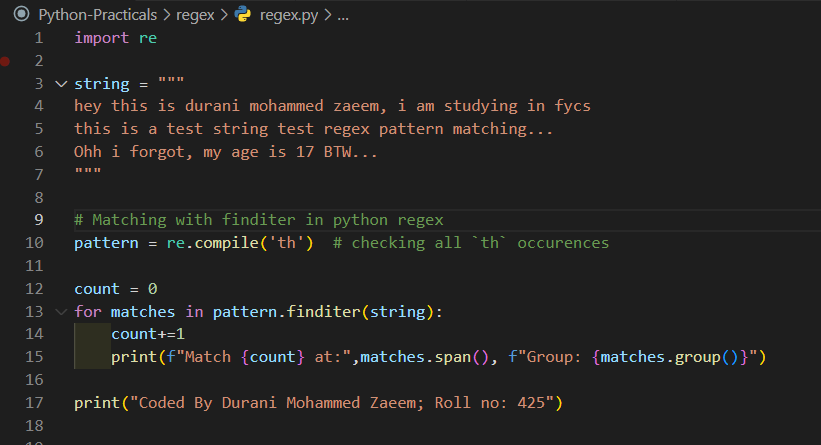 Python-Practicals > regex > regex.py > ...
1 import re
2
3 string = """
4 hey this is durani mohammed zaeem, i am studying in fycs
5 this is a test string test regex pattern matching...
6 Ohh i forgot, my age is 17 BTW...
7 """
8
9 # Matching with finditer in python regex
10 pattern = re.compile('th')  # checking all `th` occurences
11
12 count = 0
13 for matches in pattern.finditer(string):
14     count+=1
15     print(f"Match {count} at:",matches.span(), f"Group: {matches.group()}")
16
17 print("Coded By Durani Mohammed Zaeem; Roll no: 425")
18